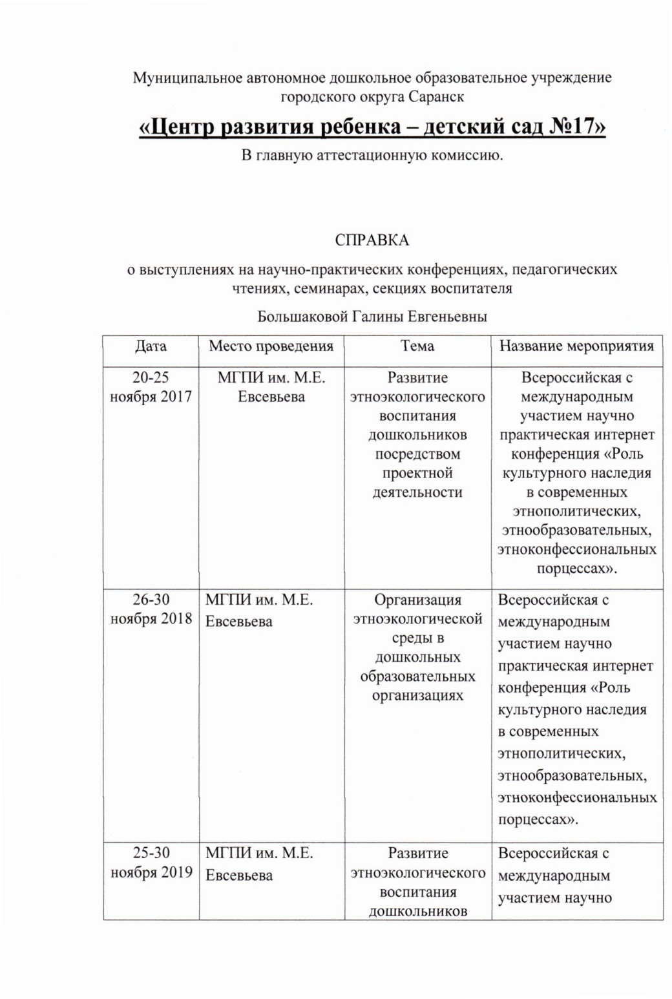 Муниципальное автономное дошкольное образовательное учреждение
городского округа Саранск
«Центр развития ребенка – детский сад №17»
В главную аттестационную комиссию.
СПРАВКА
о выступлениях на научно-практических конференциях, педагогических
чтениях, семинарах, секциях воспитателя
Большаковой Галины Евгеньевны
Дата
Место проведения
Тема
Название мероприятия
20-25
ноября 2017
МГПИ им. М.Е.
Евсевьева
Развитие
этноэкологического
воспитания
дошкольников
посредством
проектной
деятельности
Всероссийская с
международным
участием научно
практическая интернет
конференция «Роль
культурного наследия
в современных
этнополитических,
этнообразовательных,
этноконфессиональных
порцессах».
26-30
ноября 2018
МГПИ им. М.Е.
Евсевьева
Организация
этноэкологической
среды в
дошкольных
образовательных
организациях
Всероссийская с
международным
участием научно
практическая интернет
конференция «Роль
культурного наследия
в современных
этнополитических,
этнообразовательных,
этноконфессиональных
порцессах».
25-30
ноября 2019
МГПИ им. М.Е.
Евсевьева
Развитие
этноэкологического
воспитания
дошкольников
Всероссийская с
международным
участием научно